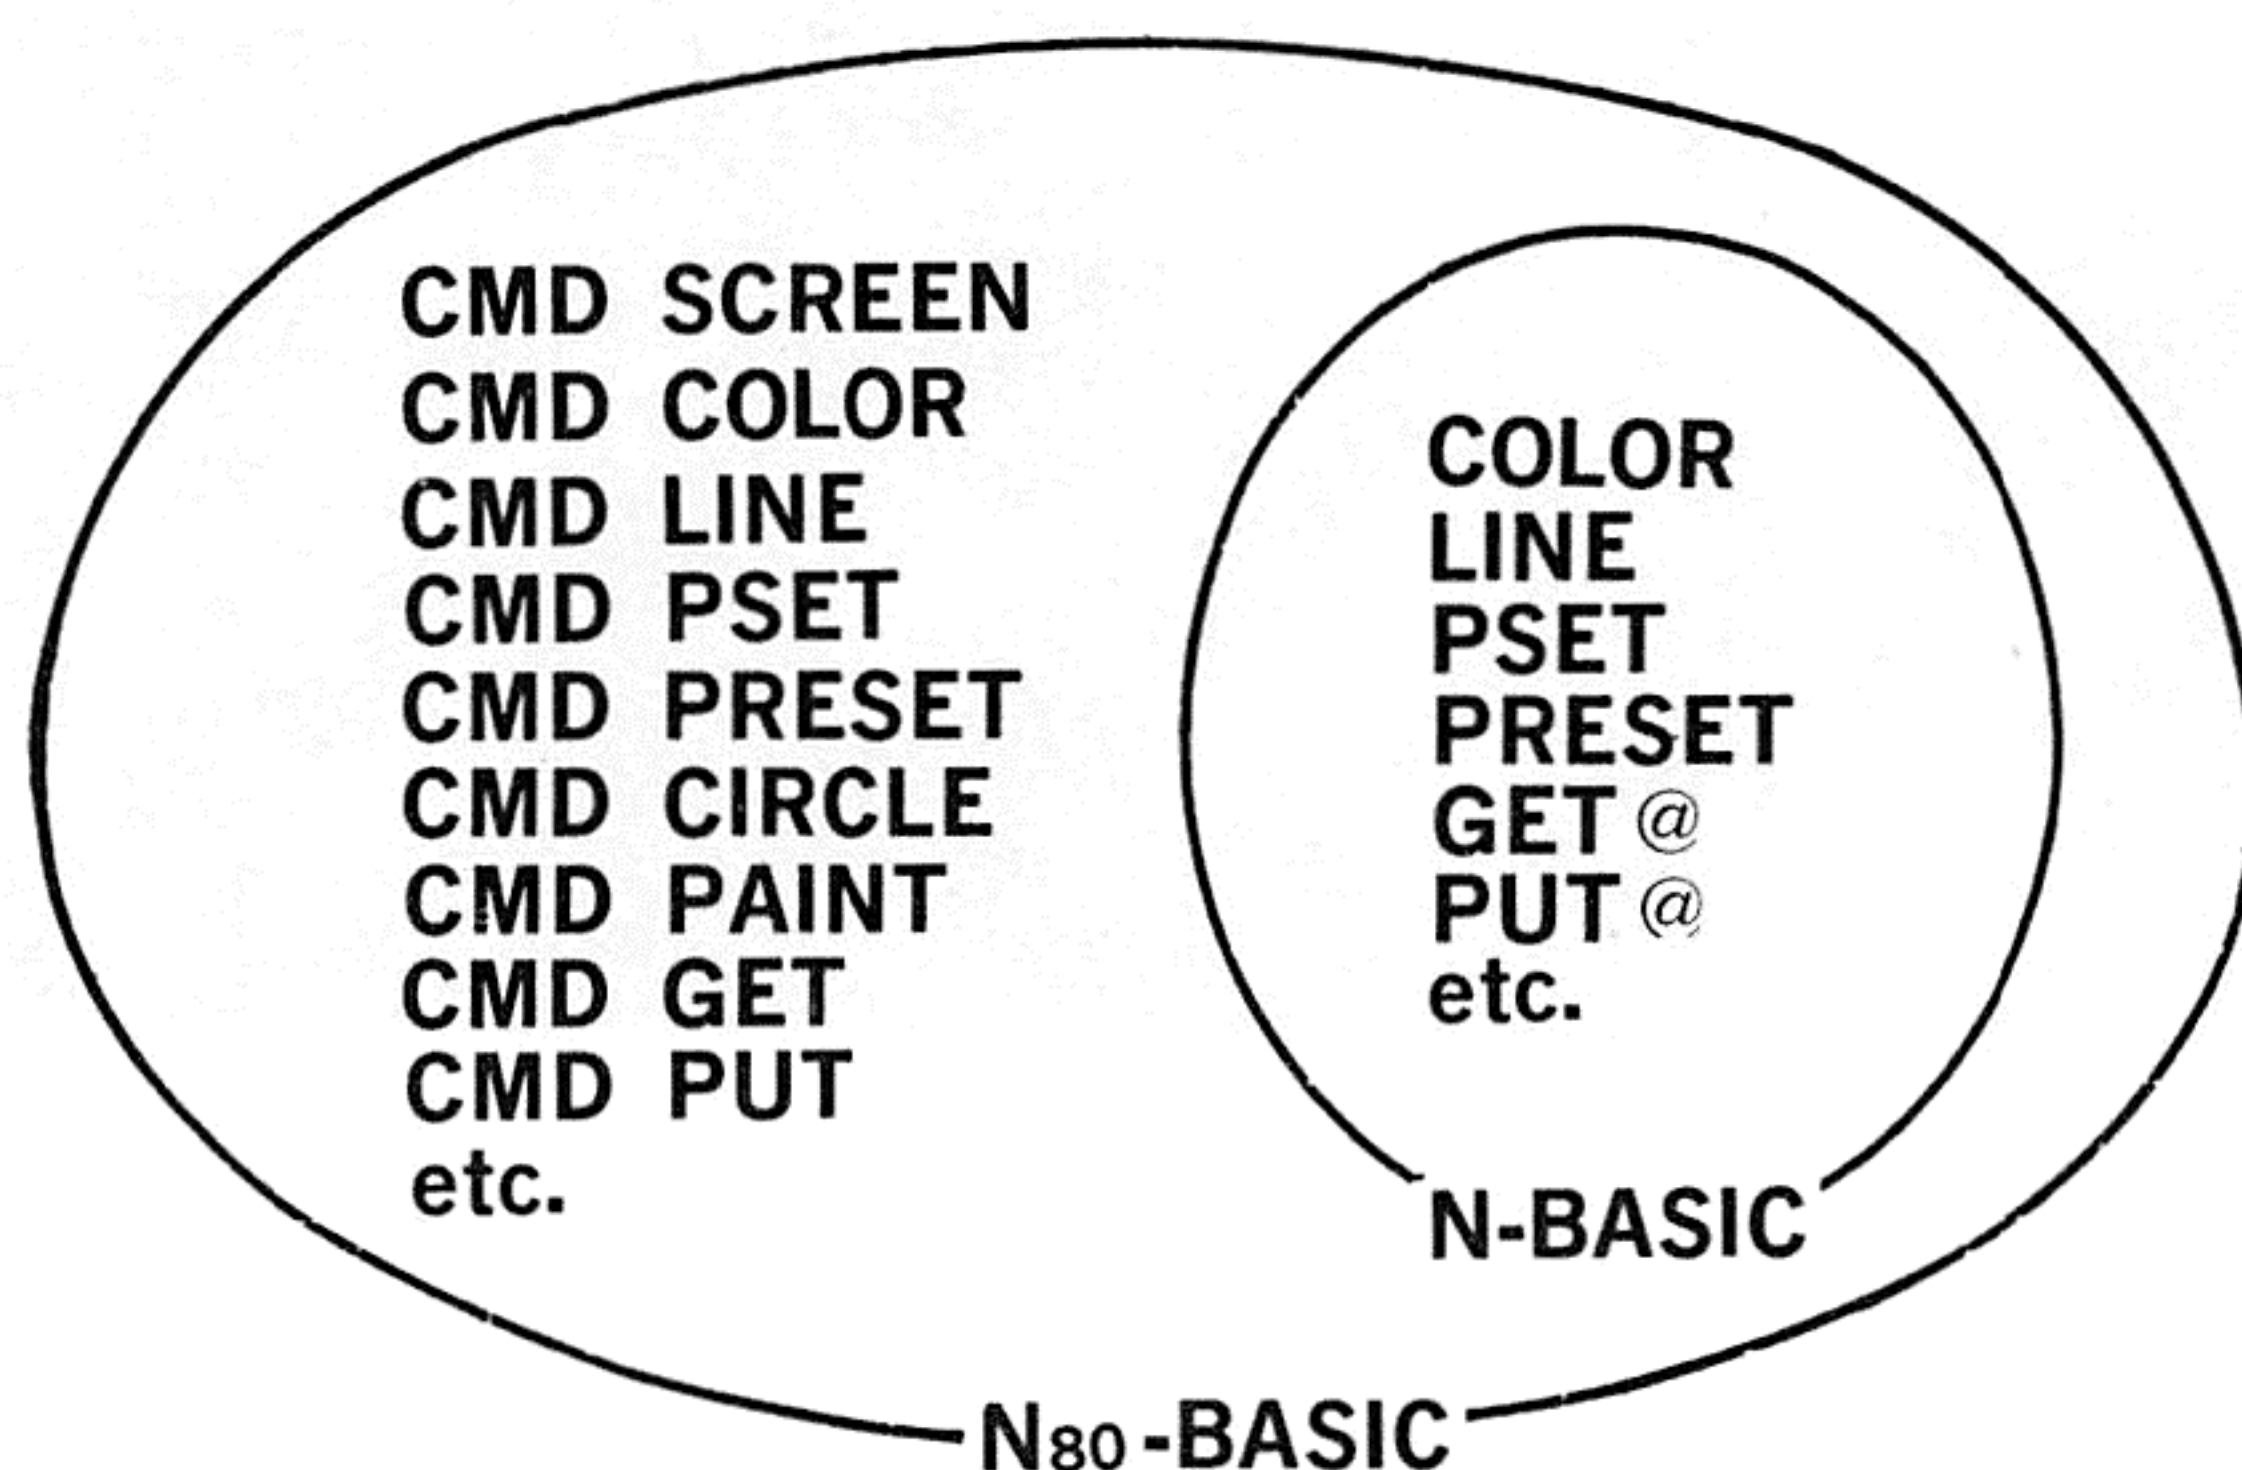 CMD SCREEN
CMD COLOR
CMD LINE
CMD PSET
CMD PRESET
CMD CIRCLE
CMD PAINT
CMD GET
CMD PUT
etc.
COLOR
LINE
PSET
PRESET
GET @
PUT @
etc.
N-BASIC
N80-BASIC